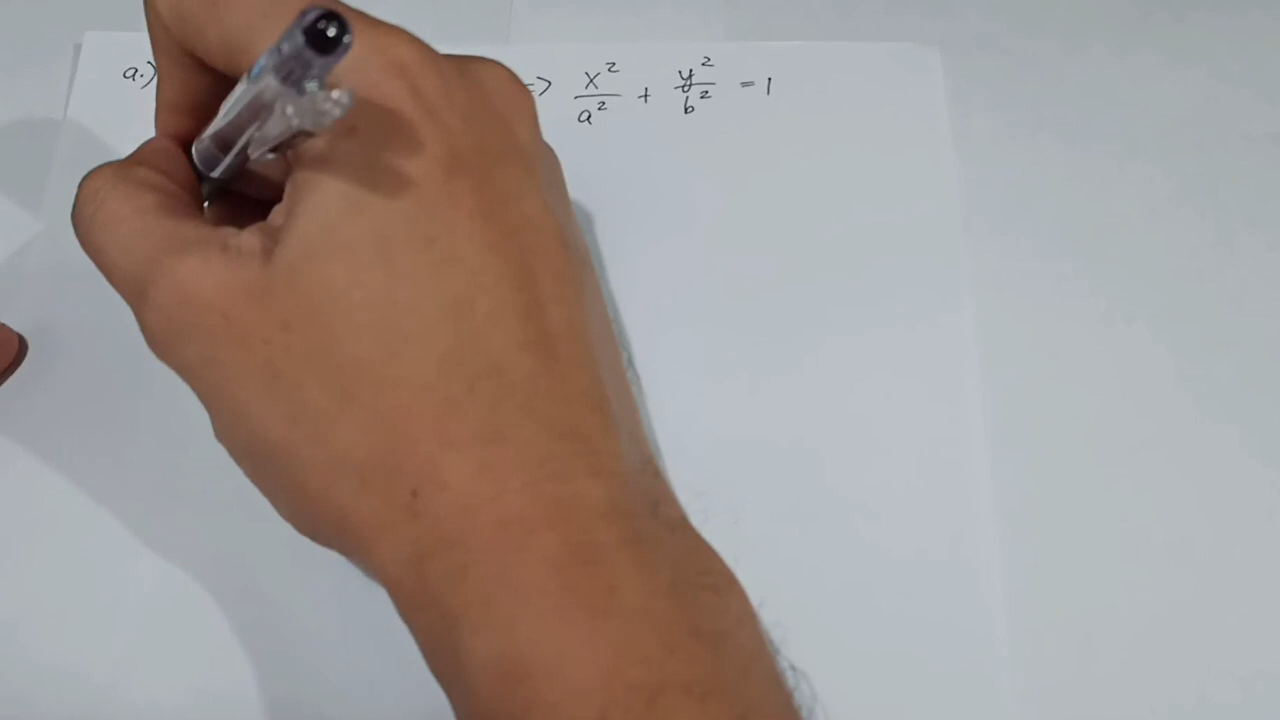 a.) => x²/a² + y²/b² = 1